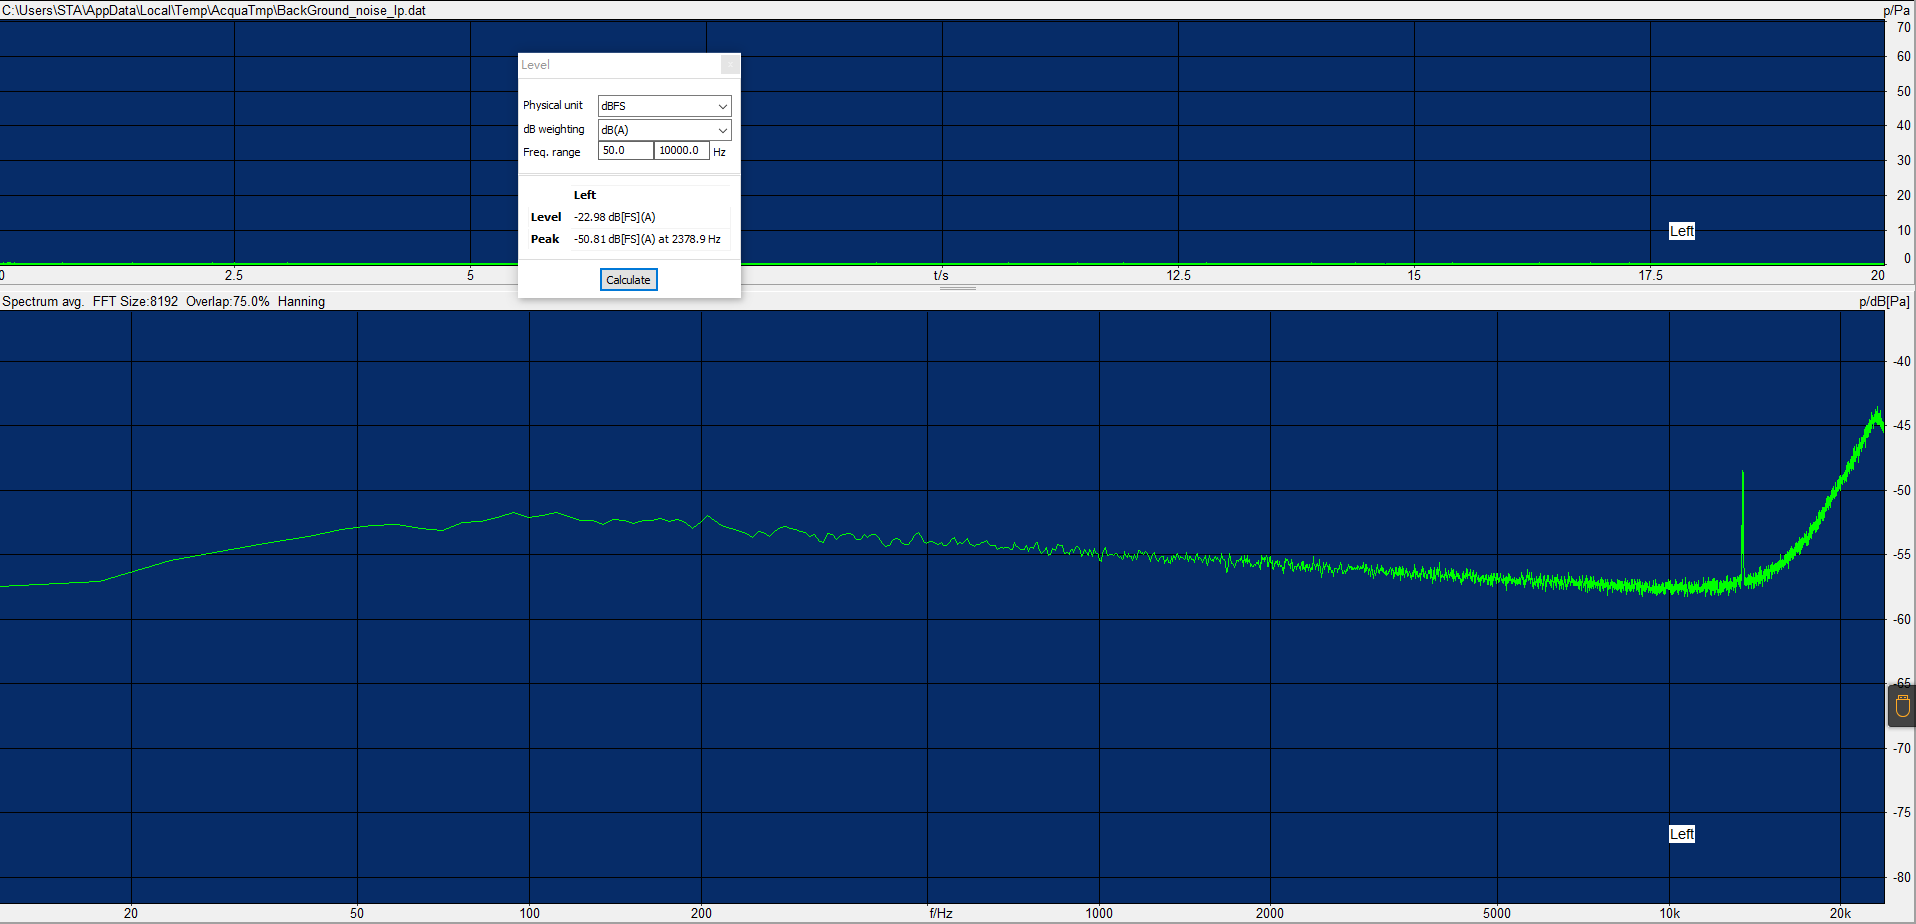 C:\Users\STA\AppData\Local\Temp\AcquaTmp\BackGround_noise_lp.dat
p/Pa
70
60
50
40
30
20
10
0
Left
0 2.5 5 t/s 12.5 15 17.5 20
Level
Physical unit dBFS
dB weighting dB(A)
Freq. range 50.0 10000.0 Hz
Left
Level -22.98 dB[FS](A)
Peak -50.81 dB[FS](A) at 2378.9 Hz
Calculate
Spectrum avg. FFT Size:8192 Overlap:75.0% Hanning
p/dB[Pa]
-40
-45
-50
-55
-60
-65
-70
-75
-80
Left
20 50 100 200 f/Hz 1000 2000 5000 10k 20k